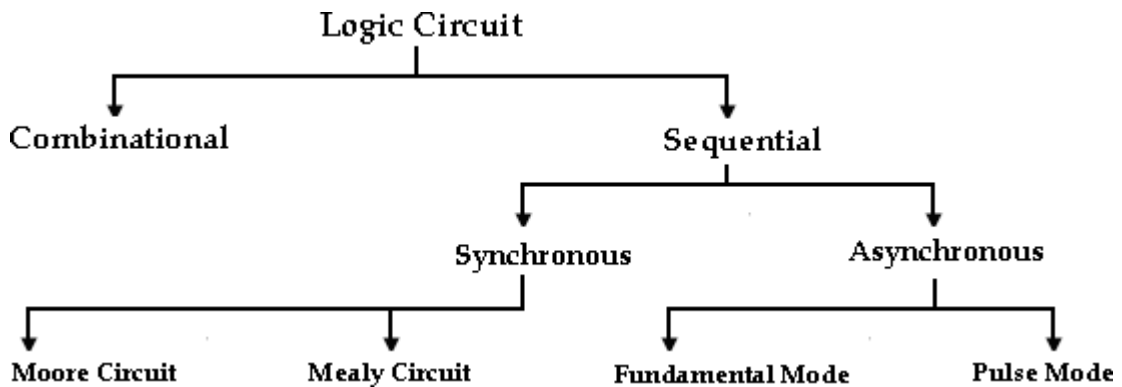 Logic Circuit
Combinational
Sequential
Synchronous
Asynchronous
Moore Circuit
Mealy Circuit
Fundamental Mode
Pulse Mode